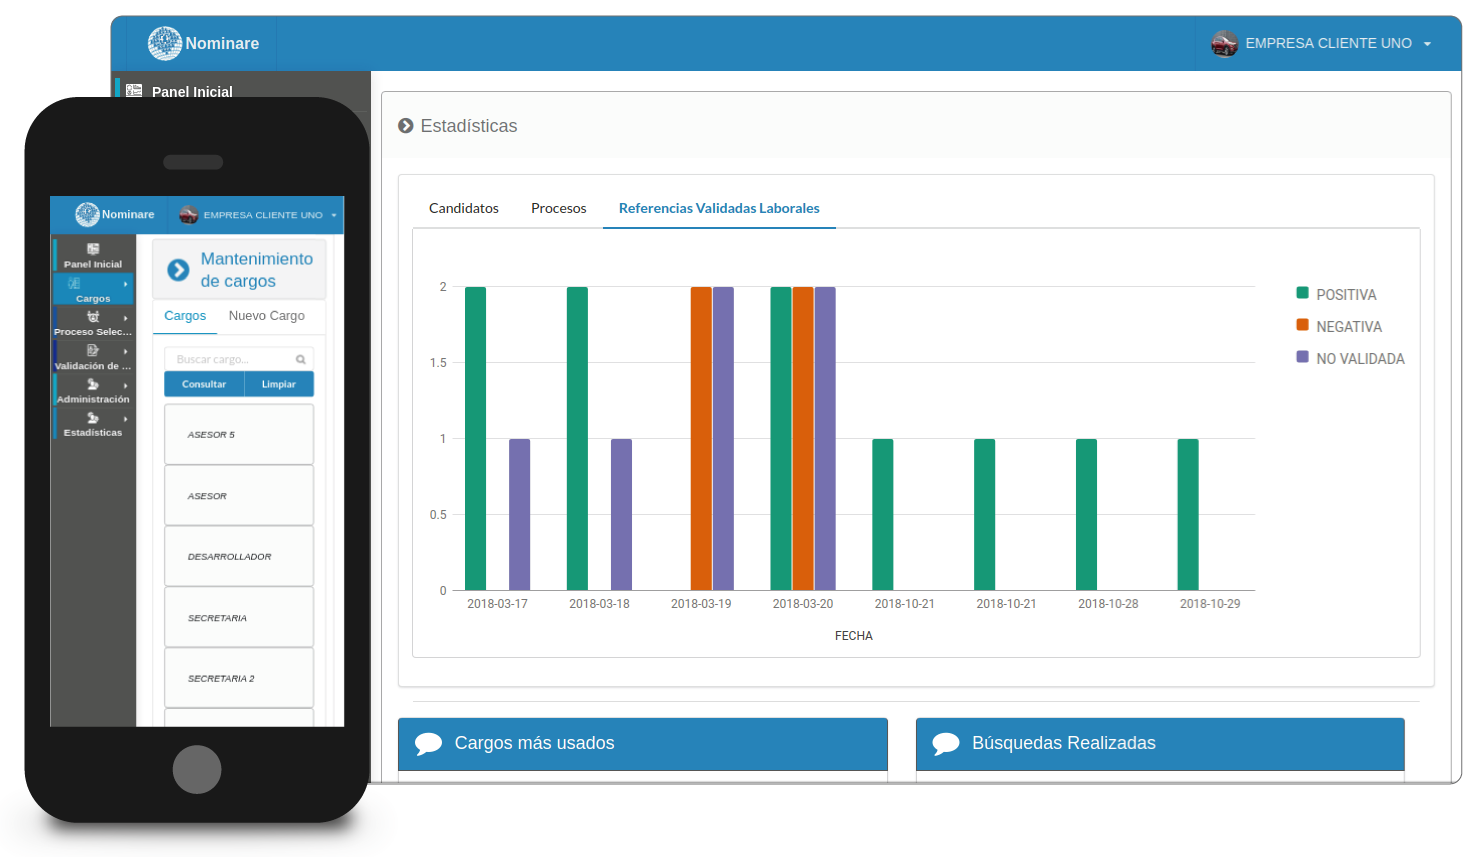 Nominare
EMPRESA CLIENTE UNO
Panel Inicial
Estadísticas
Candidatos
Procesos
Referencias Validadas Laborales
2
1.5
1
0.5
0
POSITIVA
NEGATIVA
NO VALIDADA
2018-03-17
2018-03-18
2018-03-19
2018-03-20
2018-10-21
2018-10-21
2018-10-28
2018-10-29
FECHA
Cargos más usados
Búsquedas Realizadas
Nominare
EMPRESA CLIENTE UNO
Panel Inicial
Cargos
Proceso Selec...
Validación de ...
Administración
Estadísticas
Mantenimiento
de cargos
Cargos
Nuevo Cargo
Buscar cargo...
Consultar
Limpiar
ASESOR 5
ASESOR
DESARROLLADOR
SECRETARIA
SECRETARIA 2